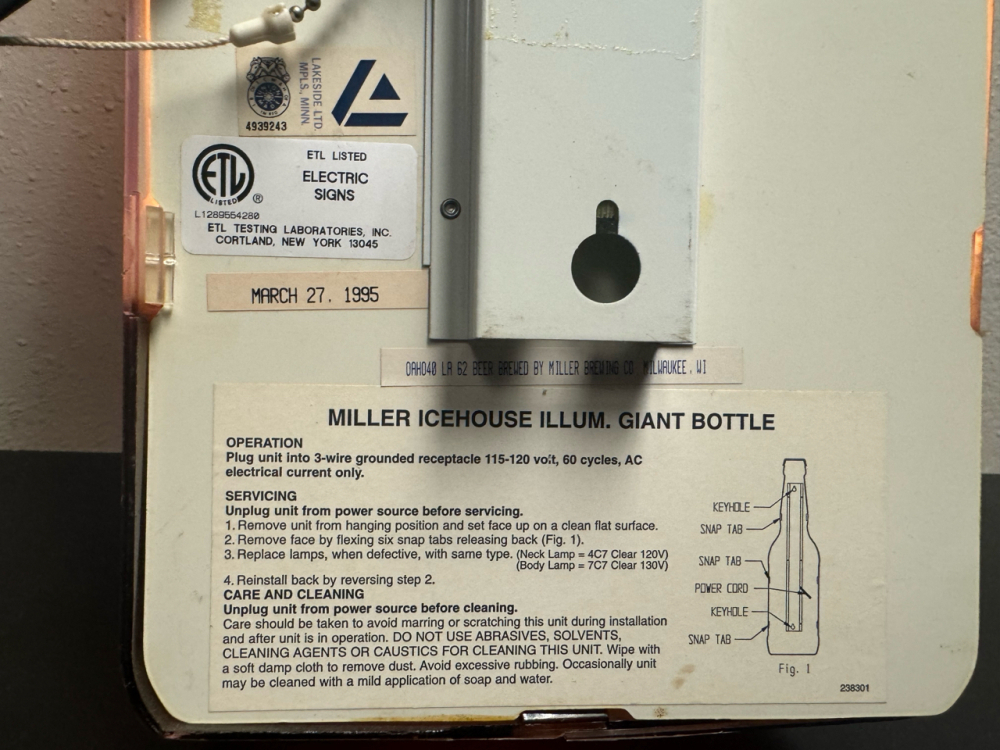 LAKESIDE LTD
MPLS., MINN.
4939243
ETL
LISTED
®
ETL LISTED
ELECTRIC
SIGNS
L1289554280
ETL TESTING LABORATORIES, INC.
CORTLAND, NEW YORK 13045
MARCH 27. 1995
OAH040 LA 62 BEER BREWED BY MILLER BREWING CO. MILWAUKEE, WI
MILLER ICEHOUSE ILLUM. GIANT BOTTLE
OPERATION
Plug unit into 3-wire grounded receptacle 115-120 volt, 60 cycles, AC
electrical current only.
SERVICING
Unplug unit from power source before servicing.
1. Remove unit from hanging position and set face up on a clean flat surface.
2. Remove face by flexing six snap tabs releasing back (Fig. 1).
3. Replace lamps, when defective, with same type. (Neck Lamp = 4C7 Clear 120V)
(Body Lamp = 7C7 Clear 130V)
4. Reinstall back by reversing step 2.
CARE AND CLEANING
Unplug unit from power source before cleaning.
Care should be taken to avoid marring or scratching this unit during installation
and after unit is in operation. DO NOT USE ABRASIVES, SOLVENTS,
CLEANING AGENTS OR CAUSTICS FOR CLEANING THIS UNIT. Wipe with
a soft damp cloth to remove dust. Avoid excessive rubbing. Occasionally unit
may be cleaned with a mild application of soap and water.
KEYHOLE
SNAP TAB
SNAP TAB
POWER CORD
KEYHOLE
SNAP TAB
Fig. 1
238301